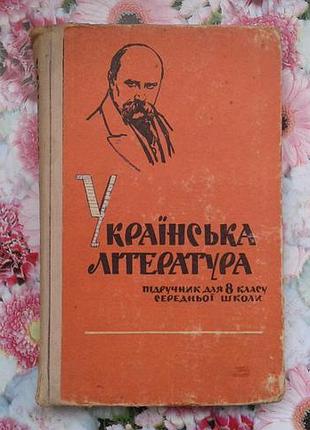 Українська
література
підручник для 8 класу
середньої школи